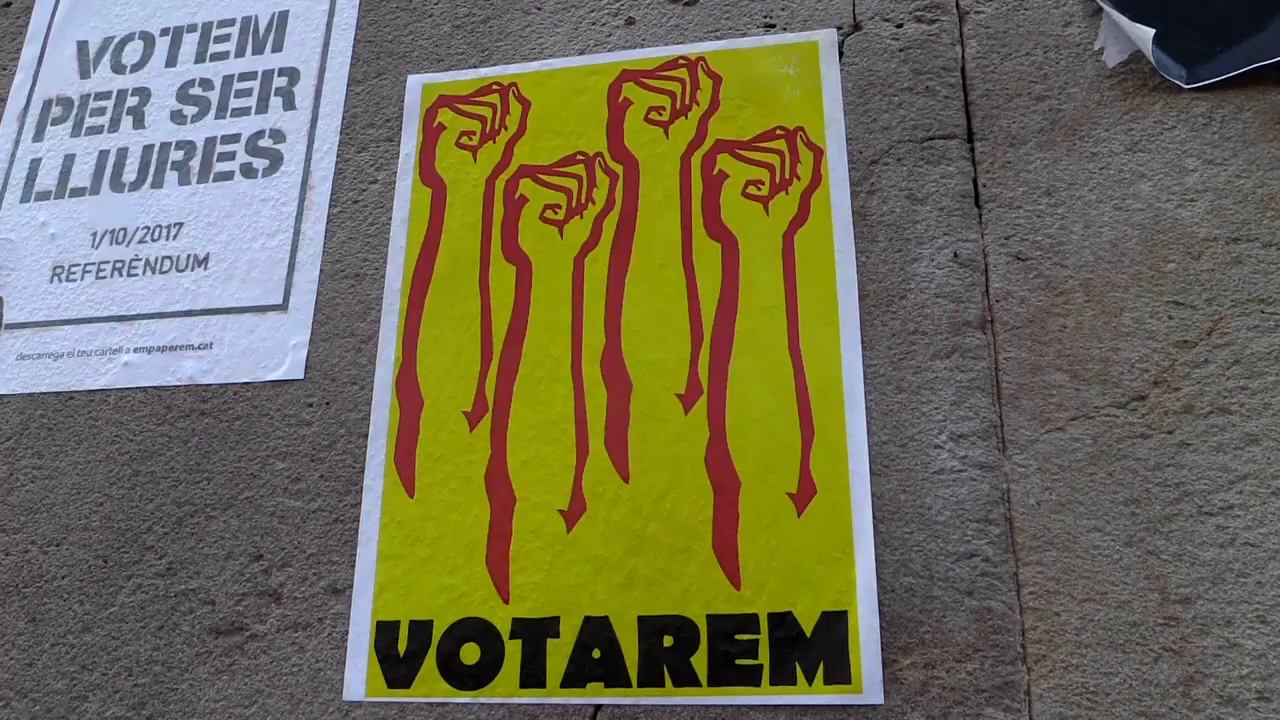 VOTEM
PER SER
LLIURES
1/10/2017
REFERÈNDUM
descarrega el teu cartell a empaperem.cat
VOTAREM